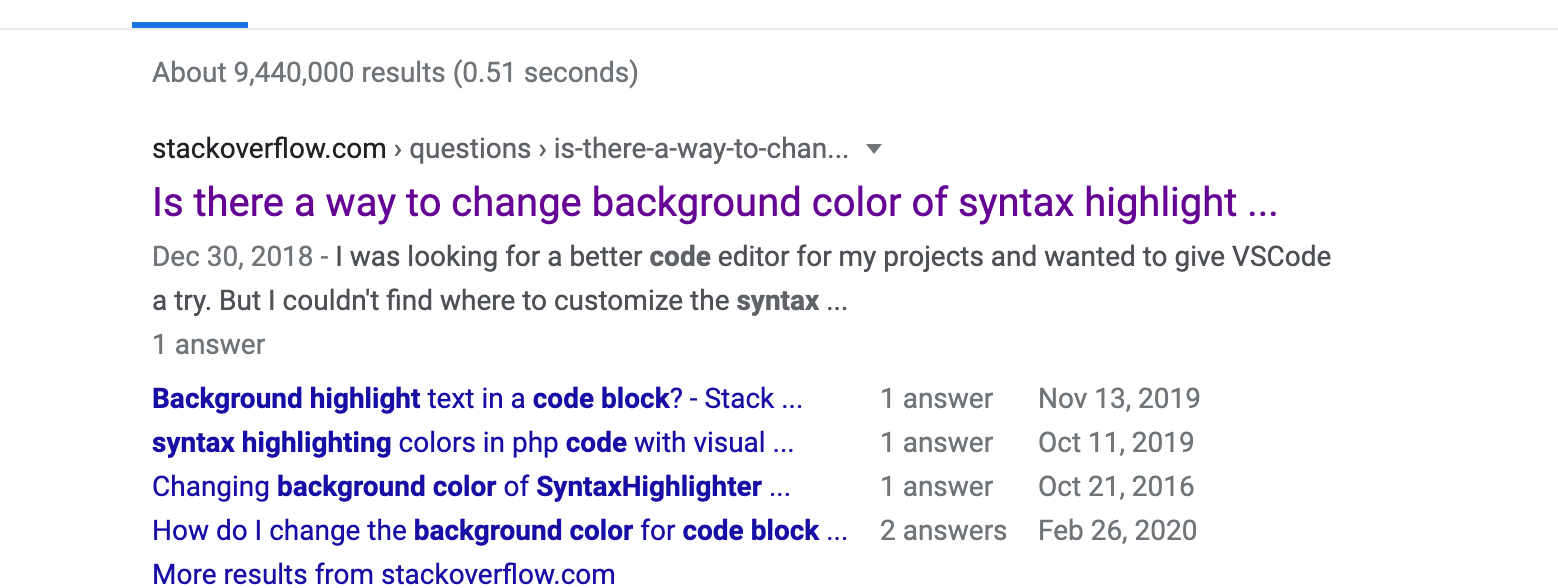 About 9,440,000 results (0.51 seconds)
stackoverflow.com › questions › is-there-a-way-to-chan...
Is there a way to change background color of syntax highlight ...
Dec 30, 2018 - I was looking for a better code editor for my projects and wanted to give VSCode
a try. But I couldn't find where to customize the syntax ...
1 answer
Background highlight text in a code block? - Stack ... 1 answer Nov 13, 2019
syntax highlighting colors in php code with visual ... 1 answer Oct 11, 2019
Changing background color of SyntaxHighlighter ... 1 answer Oct 21, 2016
How do I change the background color for code block ... 2 answers Feb 26, 2020
More results from stackoverflow.com